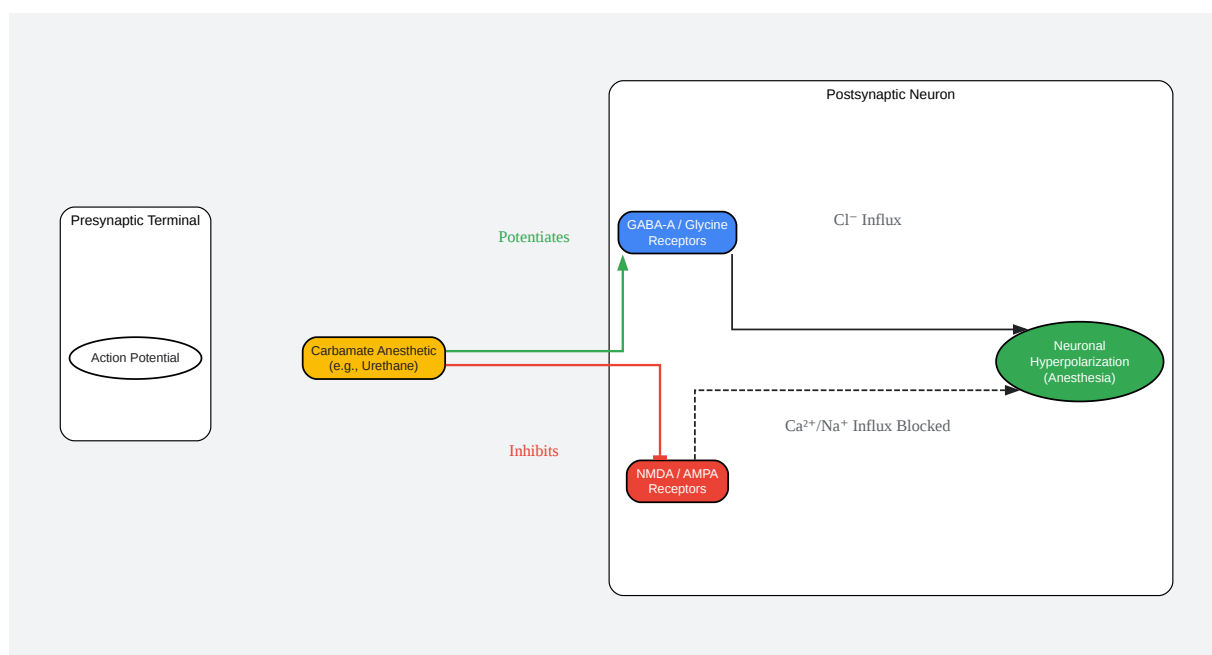 Postsynaptic Neuron
Presynaptic Terminal
GABA-A / Glycine
Receptors
Cl⁻ Influx
Potentiates
Action Potential
Carbamate Anesthetic
(e.g., Urethane)
Neuronal
Hyperpolarization
(Anesthesia)
Ca²⁺/Na⁺ Influx Blocked
Inhibits
NMDA / AMPA
Receptors